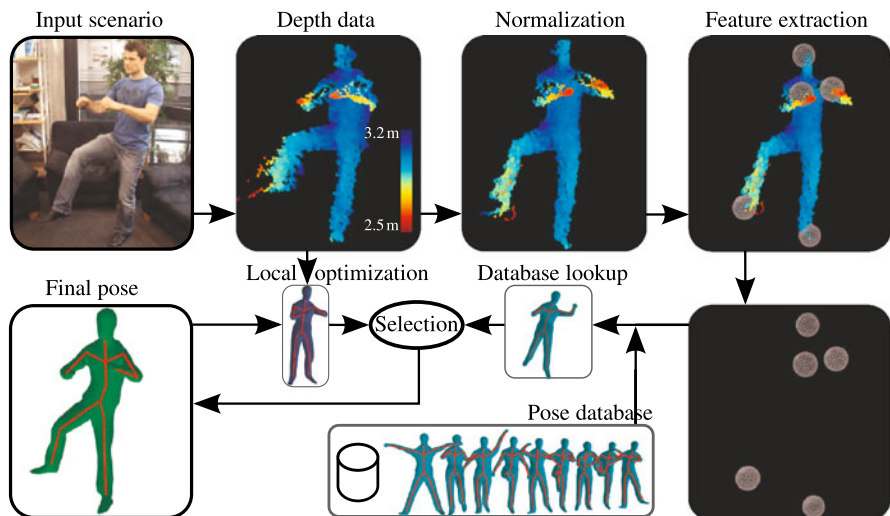 Input scenario
Depth data
Normalization
Feature extraction
3.2 m
2.5 m
Local optimization
Database lookup
Final pose
Selection
Pose database